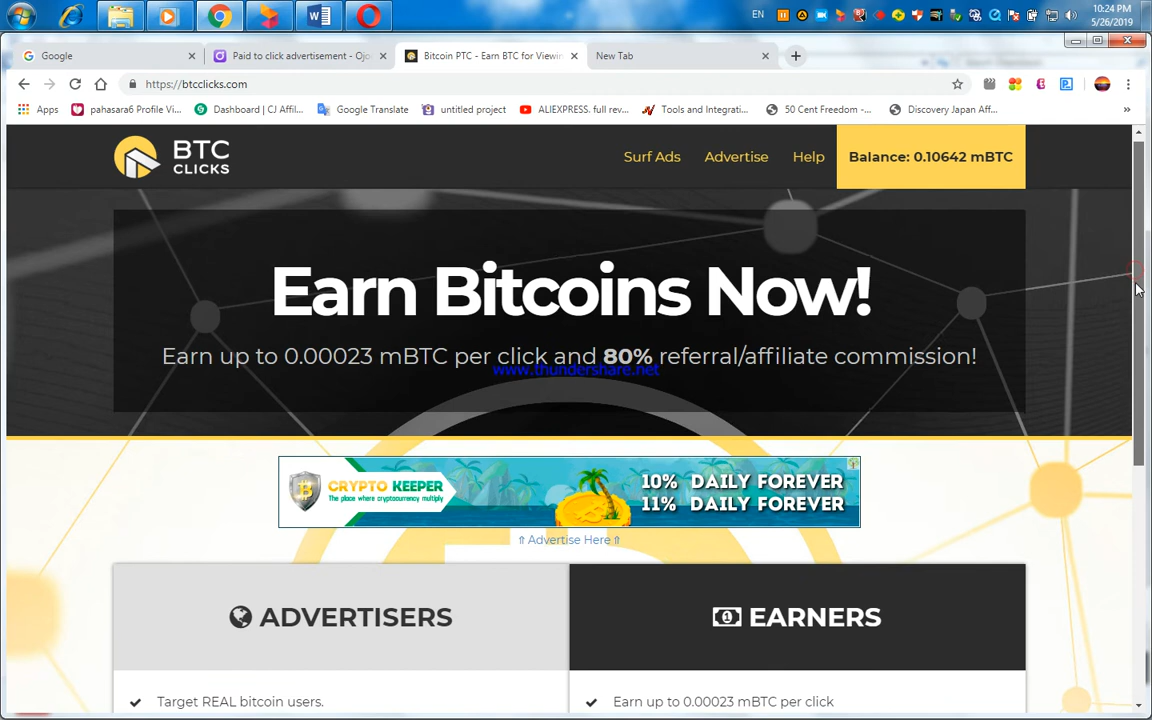 EN
10:24 PM
5/26/2019
Google
Paid to click advertisement - Ojo
Bitcoin PTC - Earn BTC for Viewin
New Tab
https://btcclicks.com
Apps
pahasara6 Profile Vi...
Dashboard | CJ Affil...
Google Translate
untitled project
ALIEXPRESS. full rev...
Tools and Integrati...
50 Cent Freedom -...
Discovery Japan Aff...
BTC
CLICKS
Surf Ads
Advertise
Help
Balance: 0.10642 mBTC
Earn Bitcoins Now!
Earn up to 0.00023 mBTC per click and 80% referral/affiliate commission!
www.thundershare.net
CRYPTO KEEPER
The place where cryptocurrency multiply
10% DAILY FOREVER
11% DAILY FOREVER
⇑ Advertise Here ⇑
ADVERTISERS
EARNERS
Target REAL bitcoin users.
Earn up to 0.00023 mBTC per click